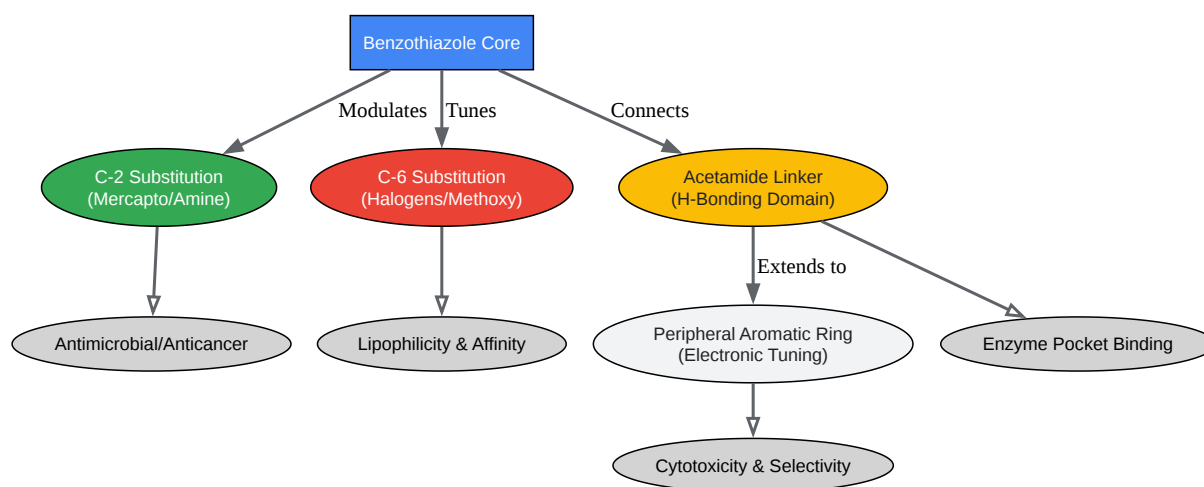 Benzothiazole Core
Modulates
Tunes
Connects
C-2 Substitution
(Mercapto/Amine)
C-6 Substitution
(Halogens/Methoxy)
Acetamide Linker
(H-Bonding Domain)
Extends to
Antimicrobial/Anticancer
Lipophilicity & Affinity
Peripheral Aromatic Ring
(Electronic Tuning)
Enzyme Pocket Binding
Cytotoxicity & Selectivity